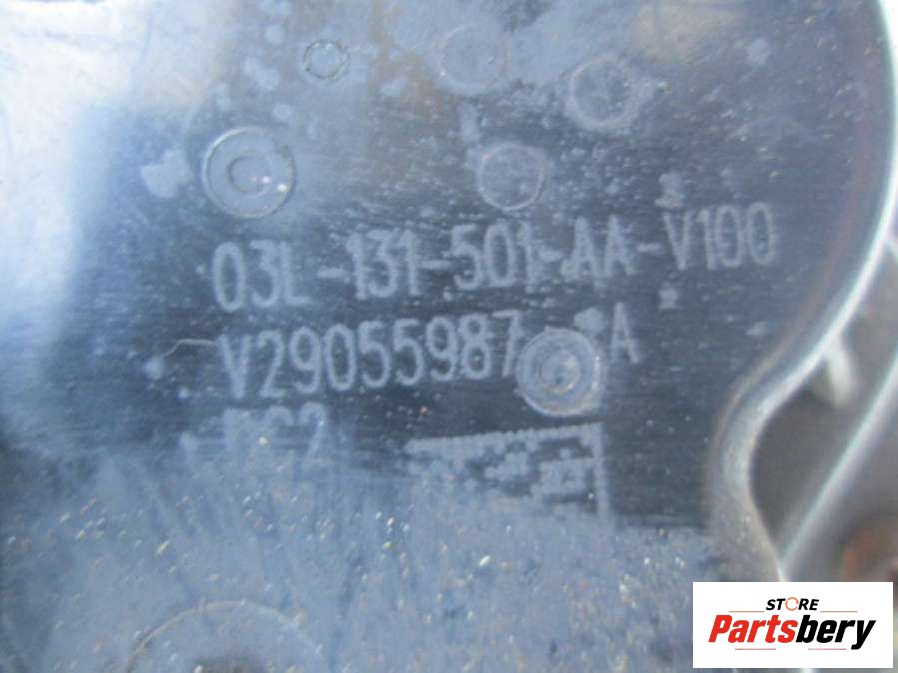 03L-131-501-AA-V100
V29055987 A
STORE
Partsbery